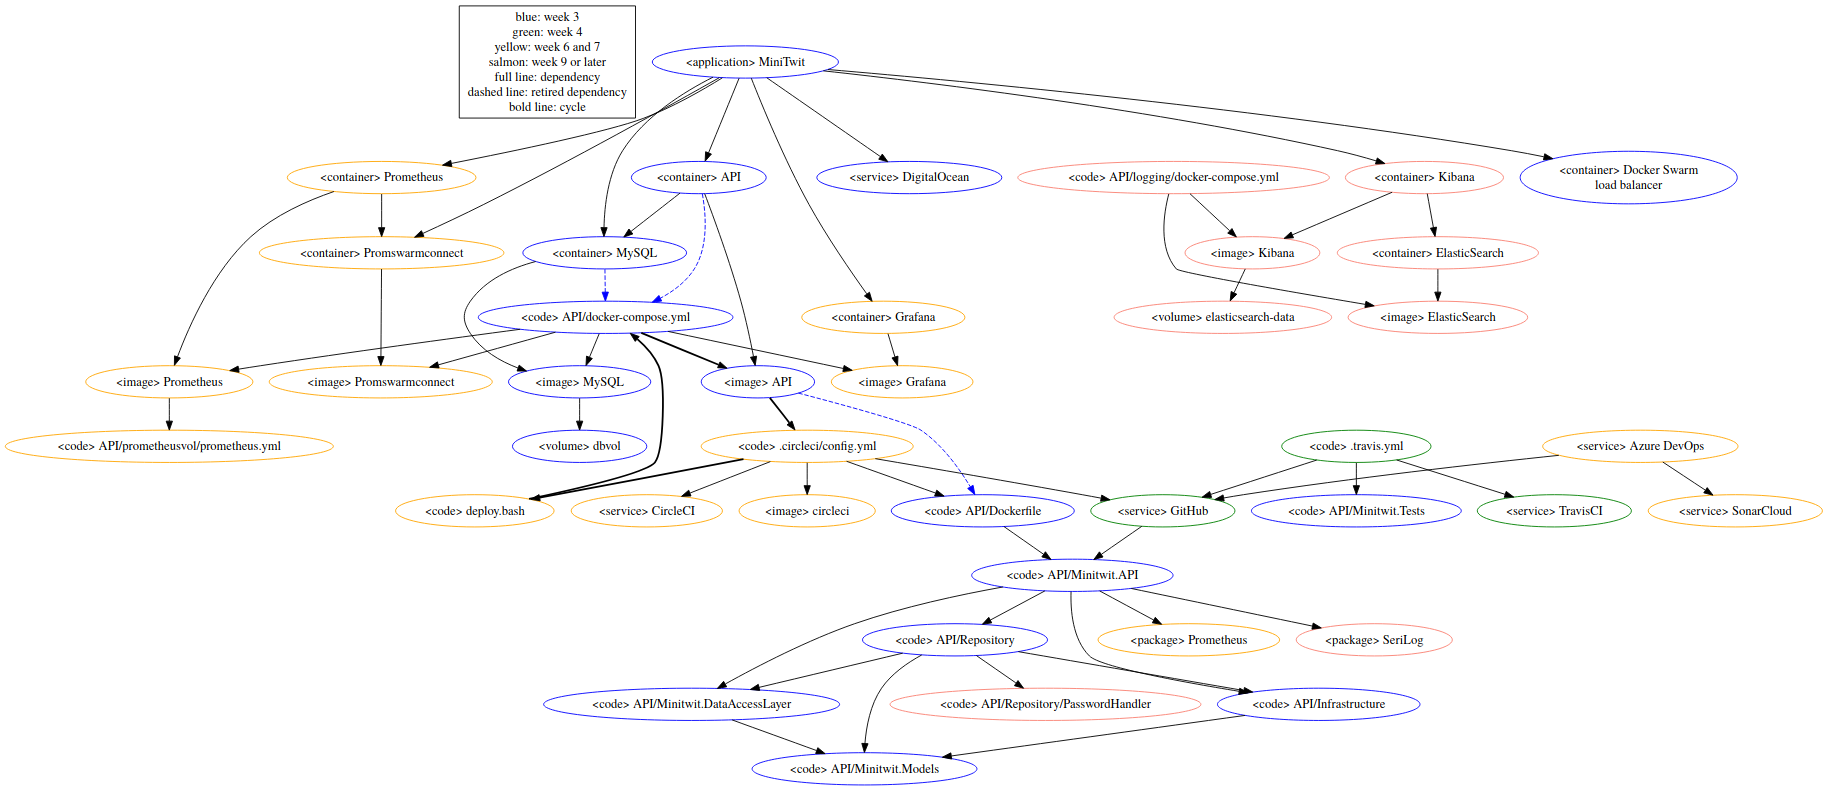 blue: week 3
green: week 4
yellow: week 6 and 7
salmon: week 9 or later
full line: dependency
dashed line: retired dependency
bold line: cycle
<application> MiniTwit
<container> Prometheus
<container> API
<service> DigitalOcean
<code> API/logging/docker-compose.yml
<container> Kibana
<container> Docker Swarm
load balancer
<container> Promswarmconnect
<container> MySQL
<image> Kibana
<container> ElasticSearch
<code> API/docker-compose.yml
<container> Grafana
<volume> elasticsearch-data
<image> ElasticSearch
<image> Prometheus
<image> Promswarmconnect
<image> MySQL
<image> API
<image> Grafana
<code> API/prometheusvol/prometheus.yml
<volume> dbvol
<code> .circleci/config.yml
<code> .travis.yml
<service> Azure DevOps
<code> deploy.bash
<service> CircleCI
<image> circleci
<code> API/Dockerfile
<service> GitHub
<code> API/Minitwit.Tests
<service> TravisCI
<service> SonarCloud
<code> API/Minitwit.API
<code> API/Repository
<package> Prometheus
<package> SeriLog
<code> API/Minitwit.DataAccessLayer
<code> API/Repository/PasswordHandler
<code> API/Infrastructure
<code> API/Minitwit.Models